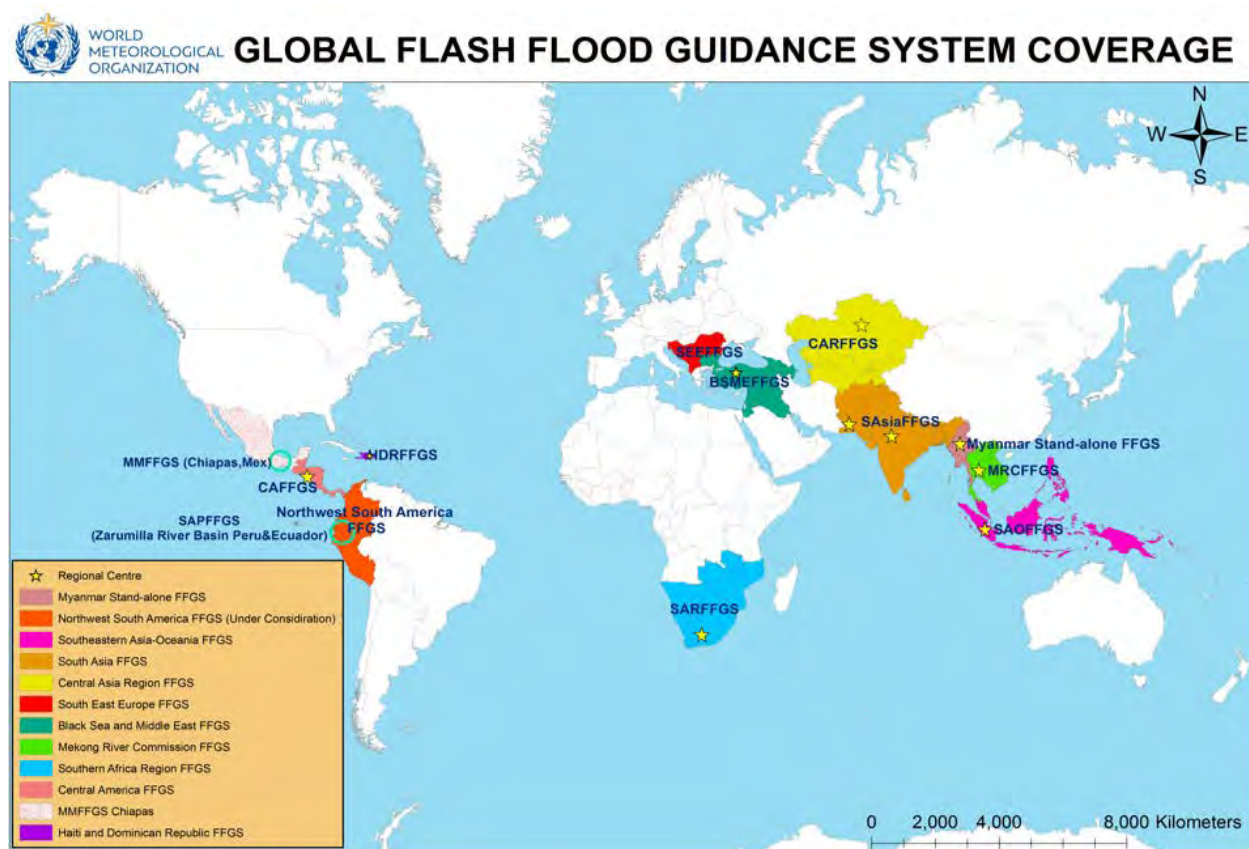 WORLD
METEOROLOGICAL
ORGANIZATION
GLOBAL FLASH FLOOD GUIDANCE SYSTEM COVERAGE
N
W E
S
CARFFGS
SEEFFGS
BSMEFFGS
SAsiaFFGS
Myanmar Stand-alone FFGS
MRCFFGS
SAOFFGS
SARFFGS
HDRFFGS
MMFFGS (Chiapas,Mex)
CAFFGS
Northwest South America
FFGS
SAPFFGS
(Zarumilla River Basin Peru&Ecuador)
Regional Centre
Myanmar Stand-alone FFGS
Northwest South America FFGS (Under Considiration)
Southeastern Asia-Oceania FFGS
South Asia FFGS
Central Asia Region FFGS
South East Europe FFGS
Black Sea and Middle East FFGS
Mekong River Commission FFGS
Southern Africa Region FFGS
Central America FFGS
MMFFGS Chiapas
Haiti and Dominican Republic FFGS
0 2,000 4,000 8,000 Kilometers